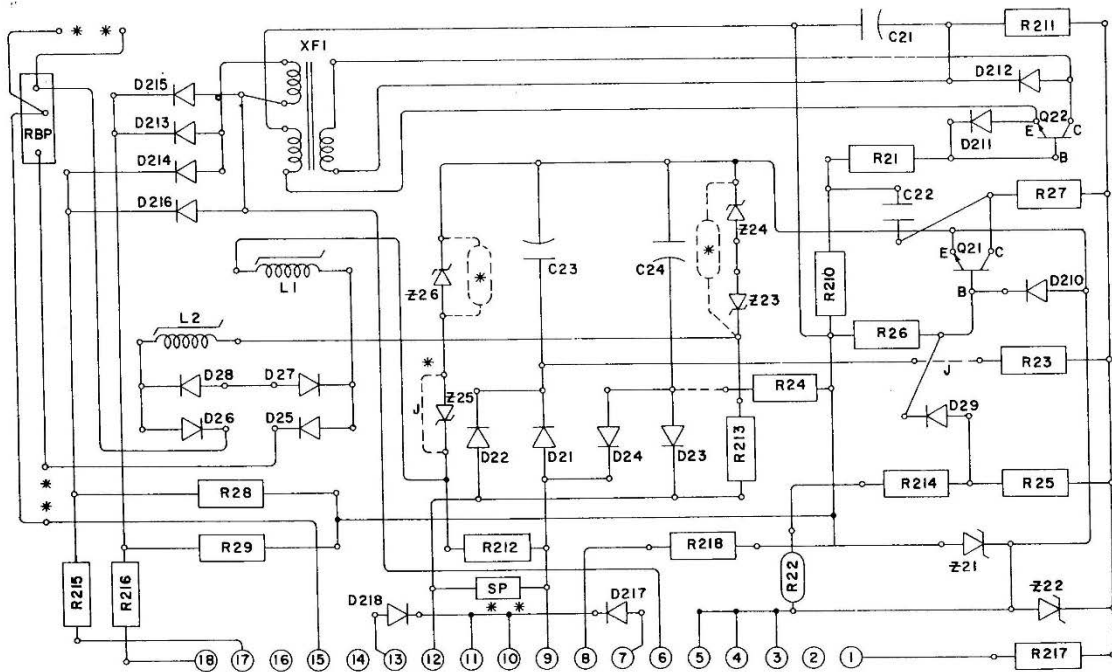 * *
XF1
C21
R211
D215
D212
RBP
D213
Q22
E
C
D211
B
D214
R21
D216
C22
R27
*
Z24
E
Q21
C
L1
C23
C24
Z26
*
R210
B
D210
L2
Z23
R26
*
D28
D27
R24
J
R23
Z25
J
D29
D26
D25
D22
D21
D24
D23
R213
*
*
R28
R214
R25
R29
R212
R218
Z21
R22
R215
R216
SP
* *
D218
D217
Z22
18 17 16 15 14 13 12 11 10 9 8 7 6 5 4 3 2 1
R217